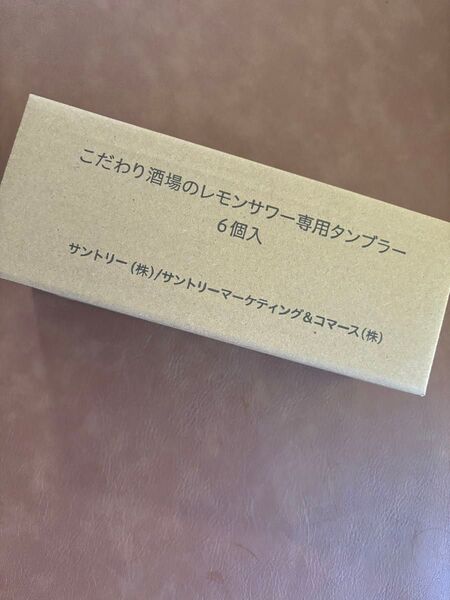 こだわり酒場のレモンサワー専用タンブラー
6個入
サントリー(株)/サントリーマーケティング&コマース(株)